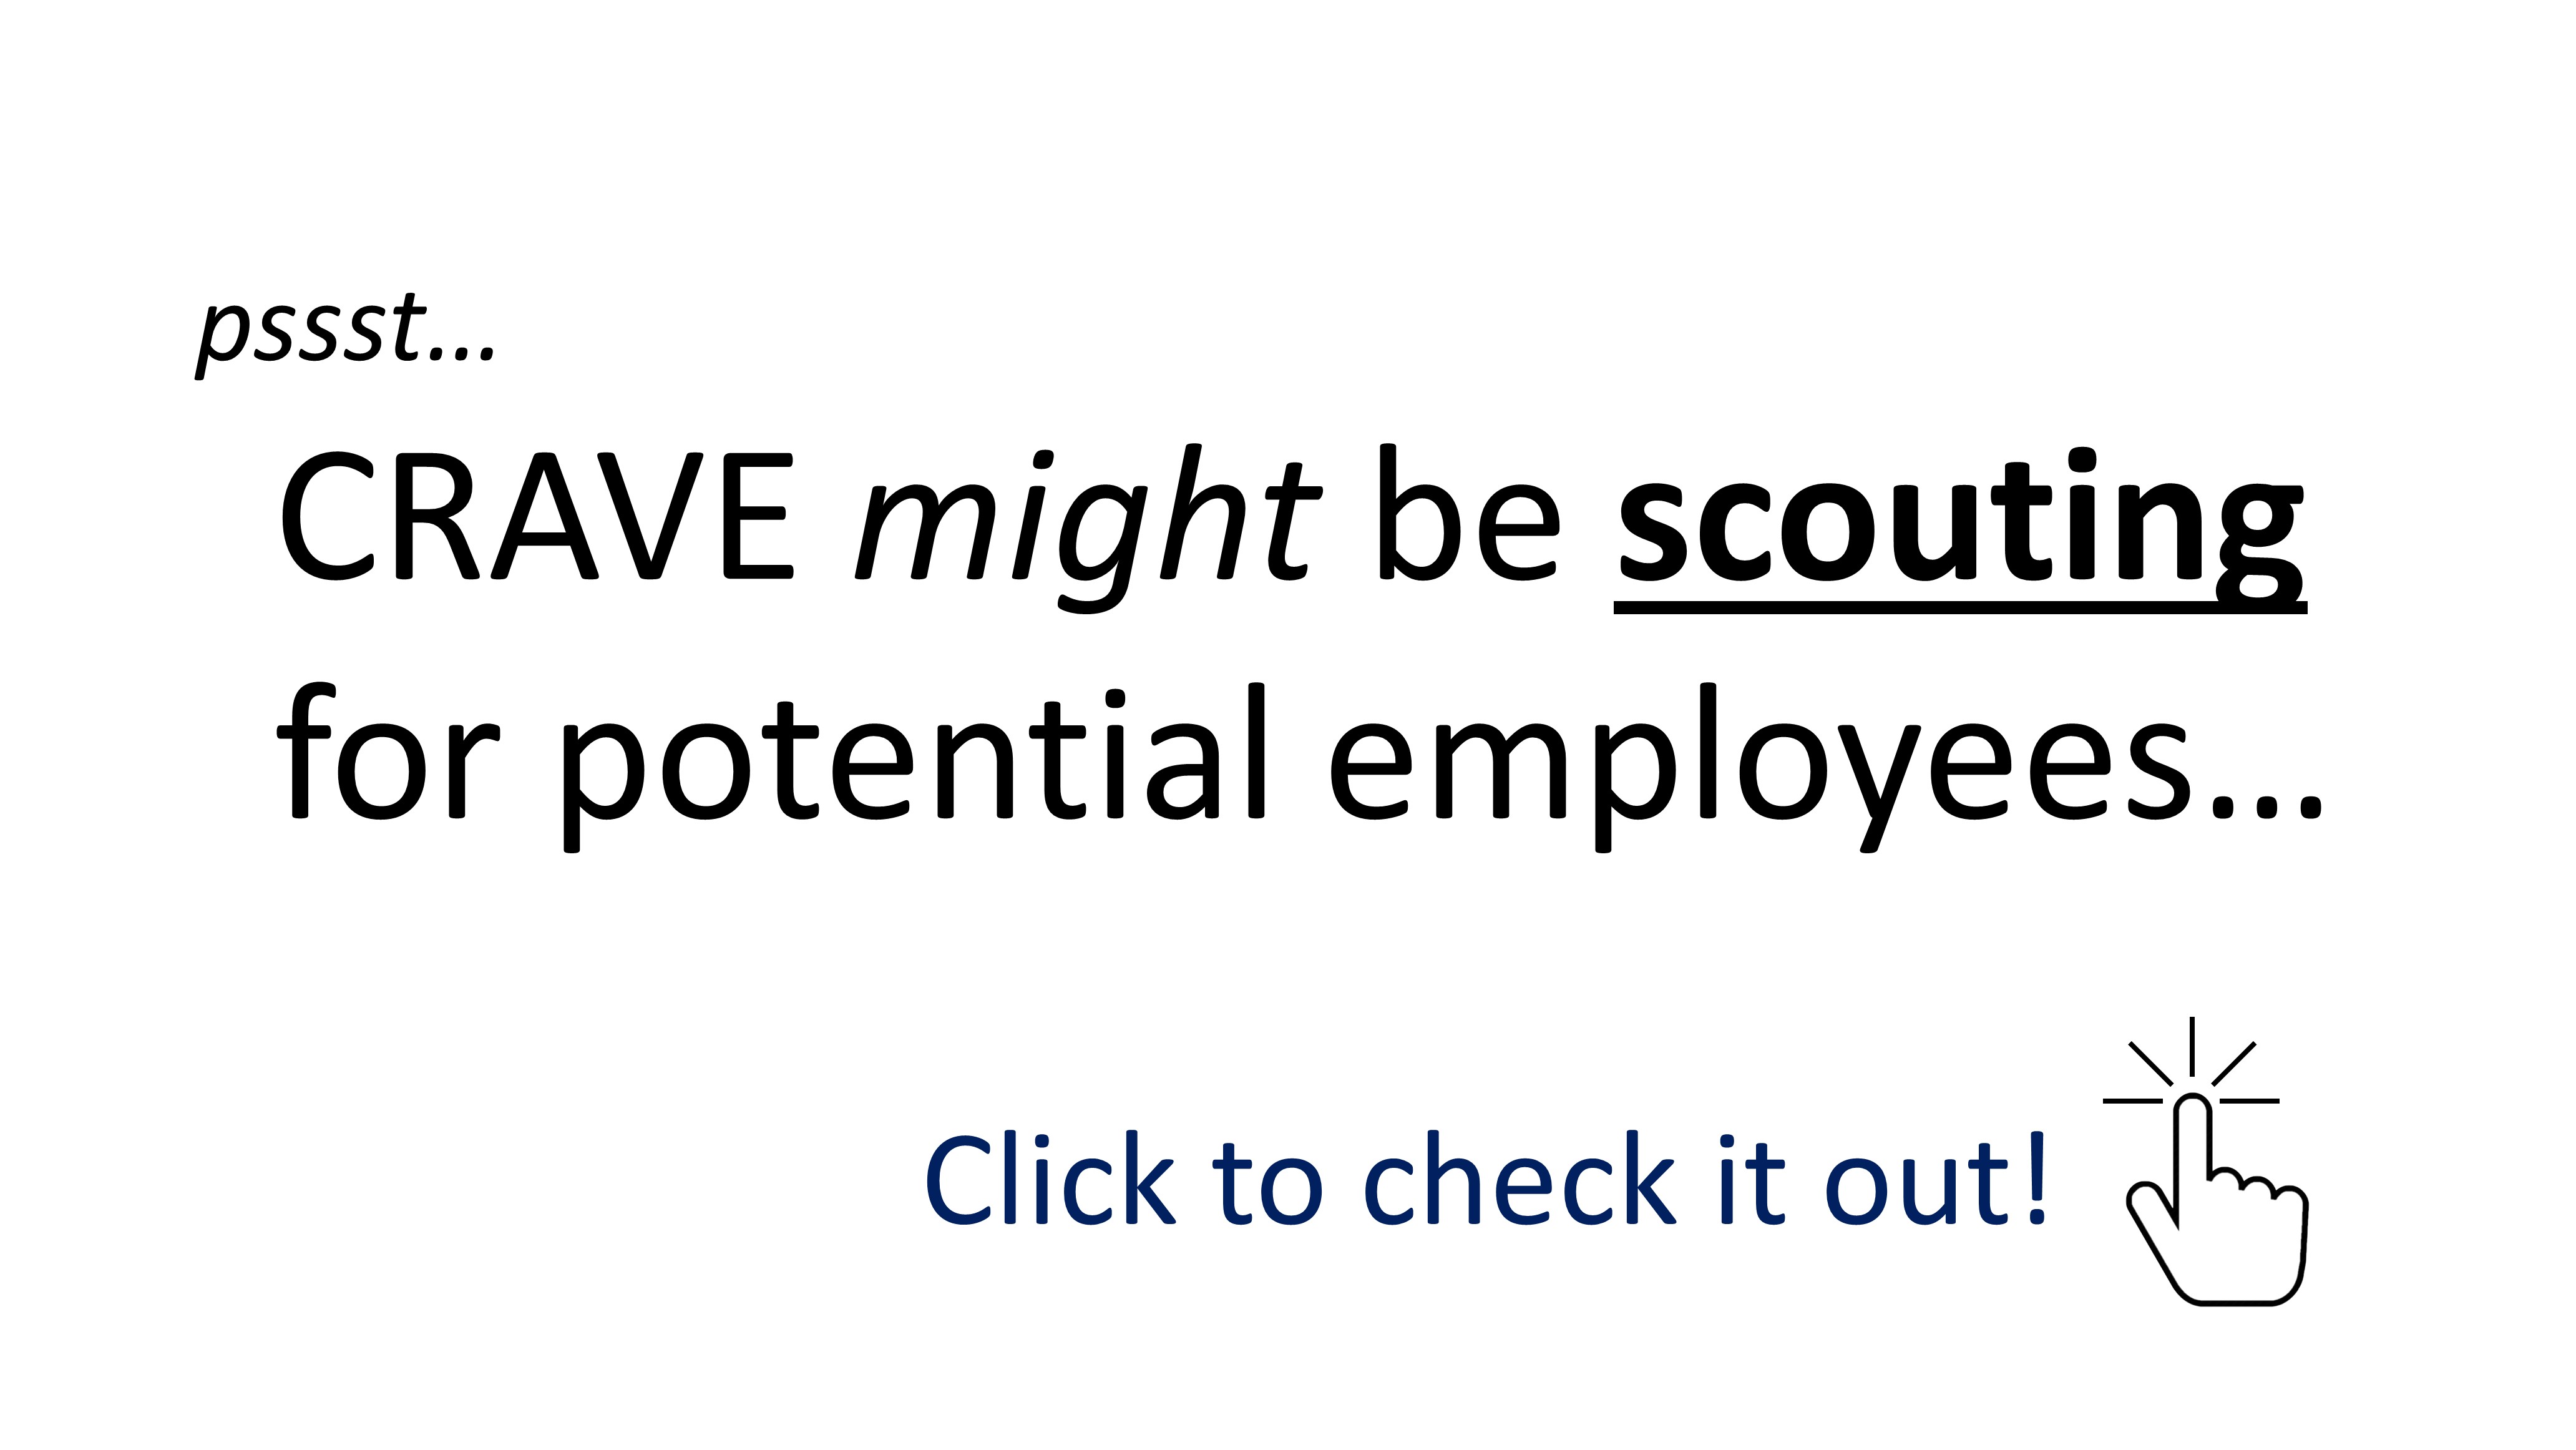 pssst...
CRAVE might be scouting
for potential employees...
Click to check it out!